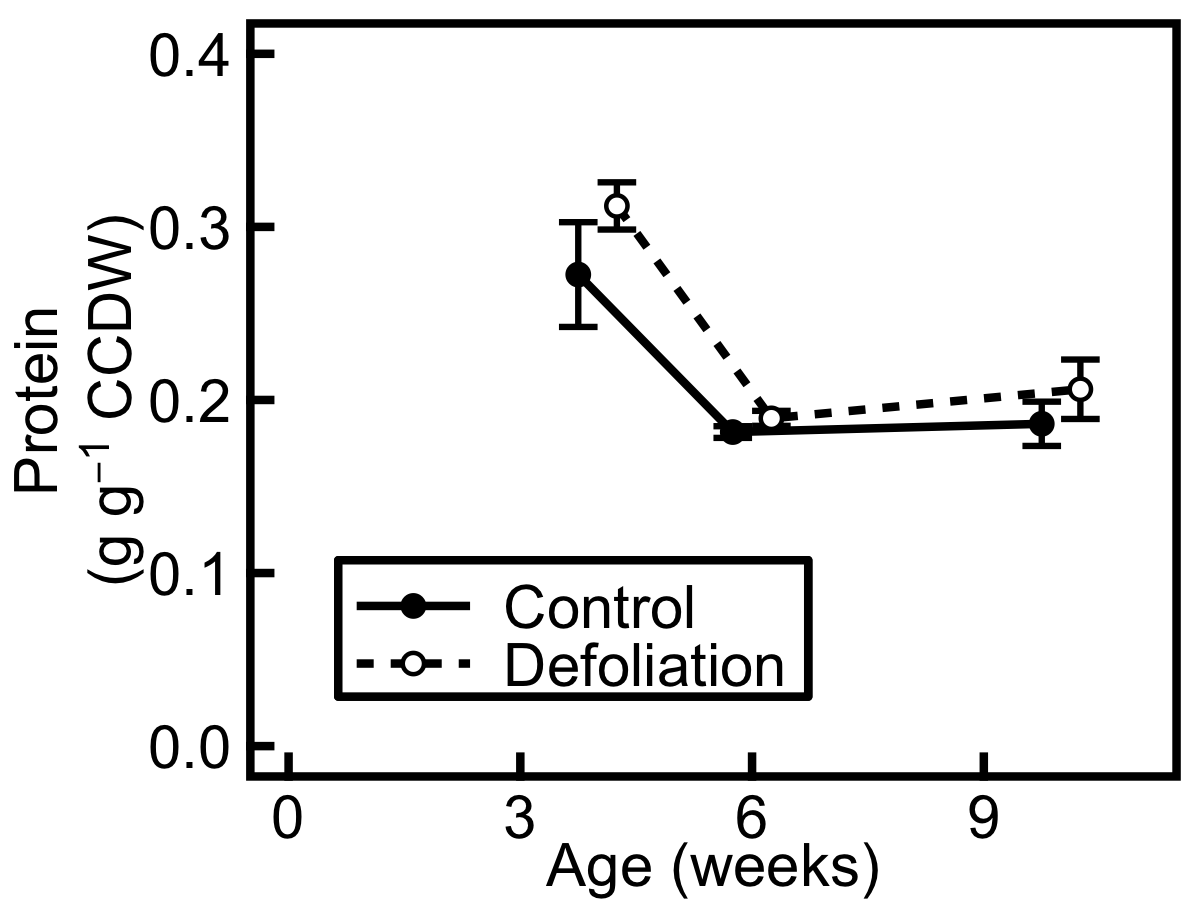 Protein
(g g⁻¹ CCDW)
0.4
0.3
0.2
0.1
0.0
Control
Defoliation
0 3 6 9
Age (weeks)